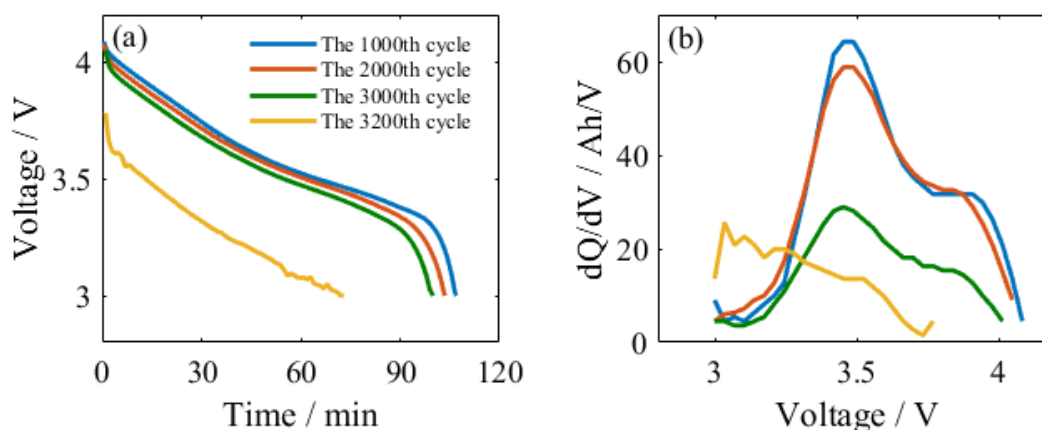 (a)
The 1000th cycle
The 2000th cycle
The 3000th cycle
The 3200th cycle
4
3.5
3
Voltage / V
0 30 60 90 120
Time / min
(b)
60
40
20
0
dQ/dV / Ah/V
3 3.5 4
Voltage / V